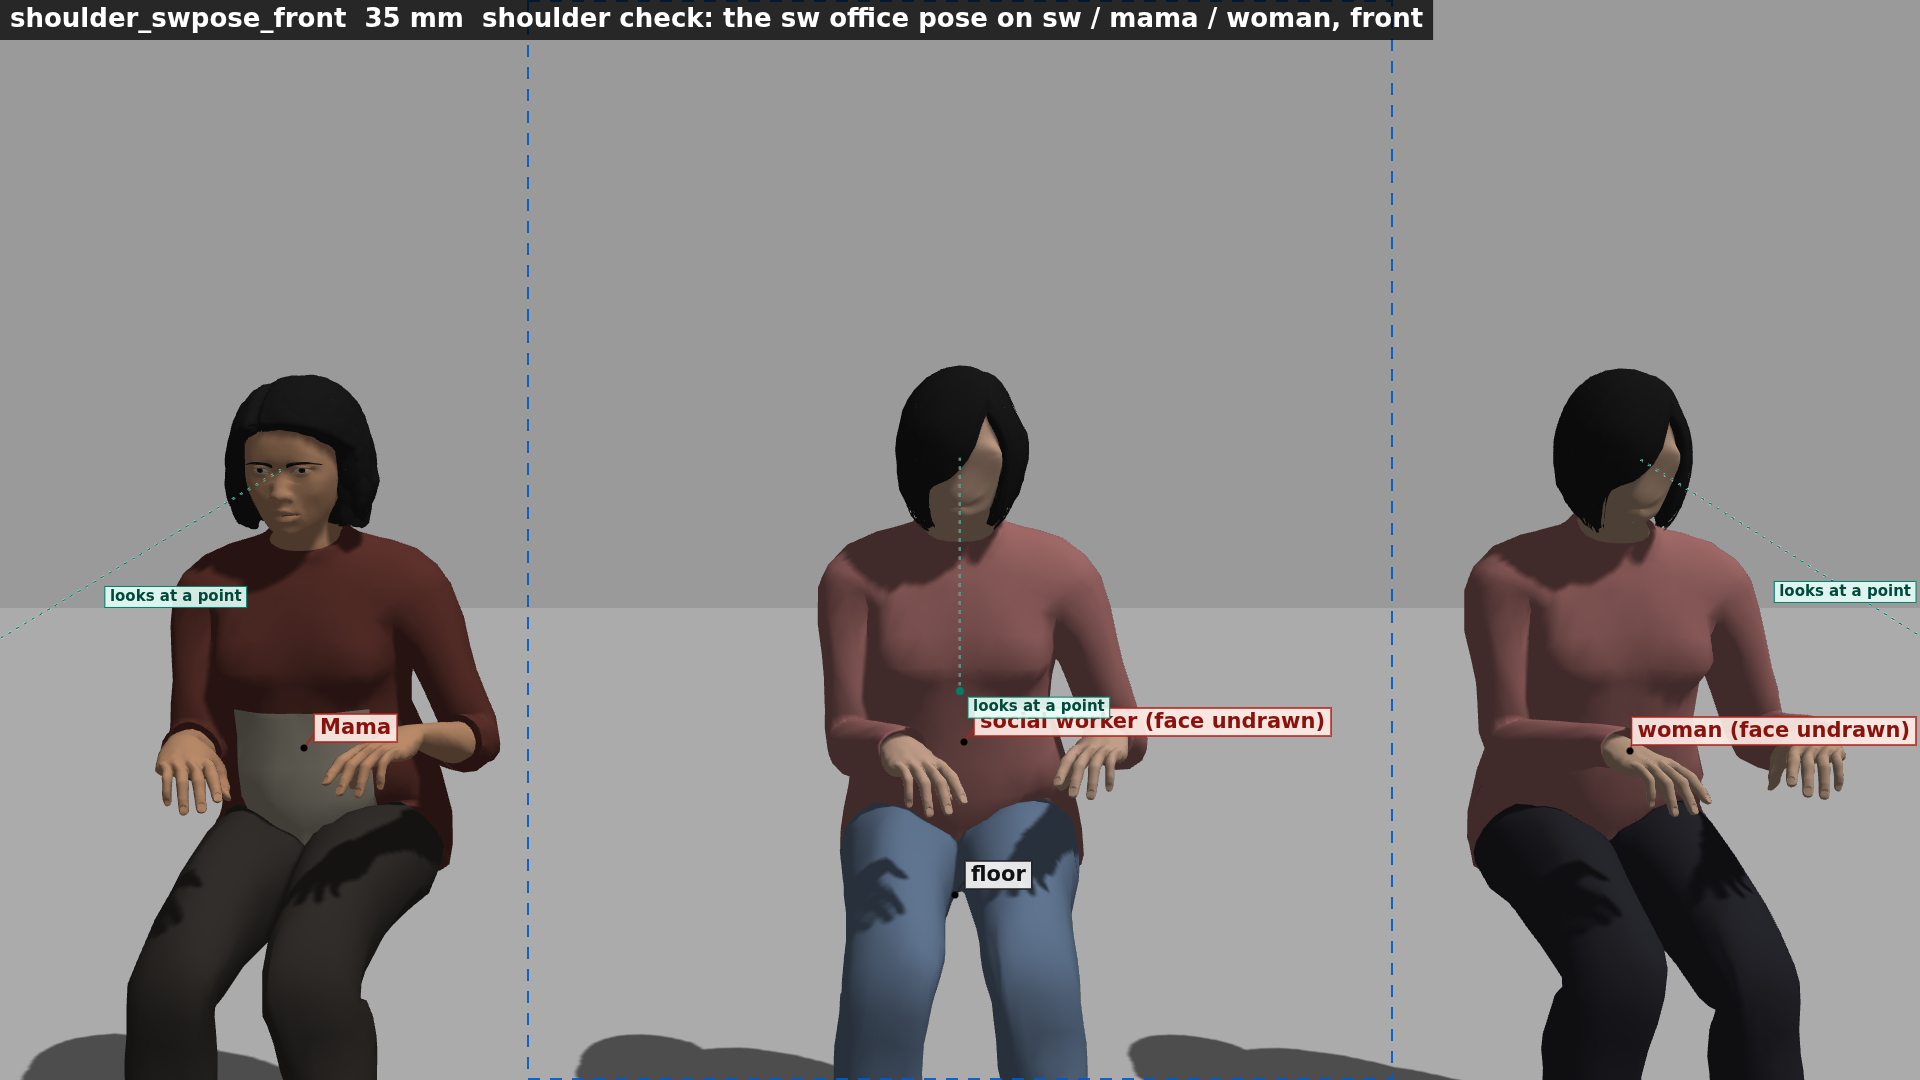 shoulder_swpose_front  35 mm  shoulder check: the sw office pose on sw / mama / woman, front
looks at a point
looks at a point
looks at a point
Mama
social worker (face undrawn)
woman (face undrawn)
floor